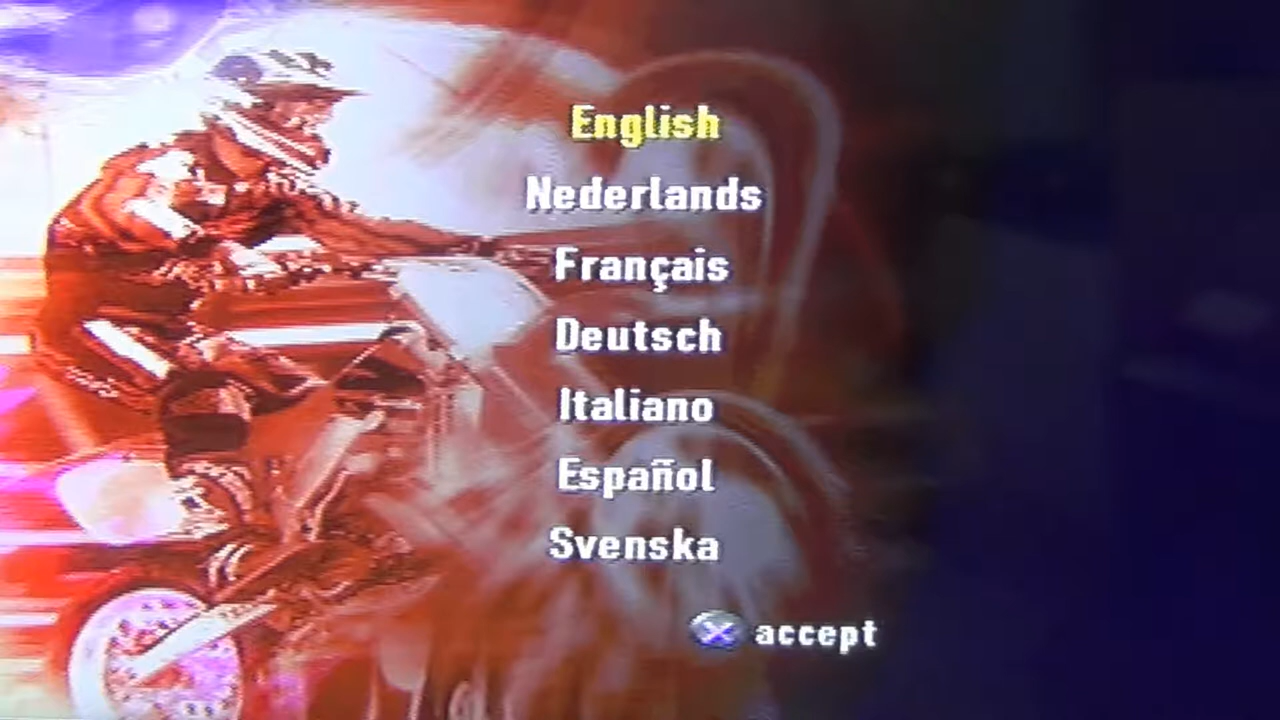 English
Nederlands
Français
Deutsch
Italiano
Español
Svenska
accept